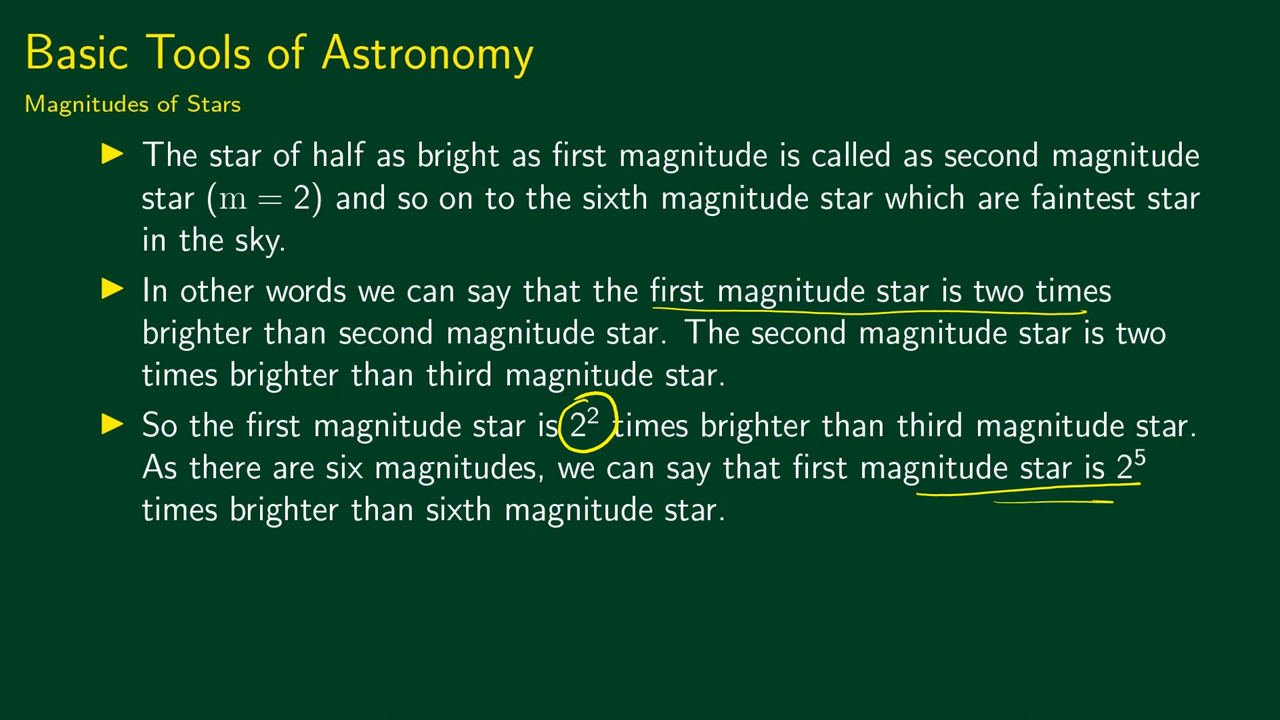 Basic Tools of Astronomy
Magnitudes of Stars
▶ The star of half as bright as first magnitude is called as second magnitude
star (m = 2) and so on to the sixth magnitude star which are faintest star
in the sky.
▶ In other words we can say that the first magnitude star is two times
brighter than second magnitude star. The second magnitude star is two
times brighter than third magnitude star.
▶ So the first magnitude star is 2² times brighter than third magnitude star.
As there are six magnitudes, we can say that first magnitude star is 2⁵
times brighter than sixth magnitude star.